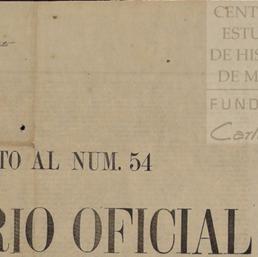 CENT
ESTU
DE HIS
DE M
FUND
Carl
TO AL NUM. 54
RIO OFICIAL